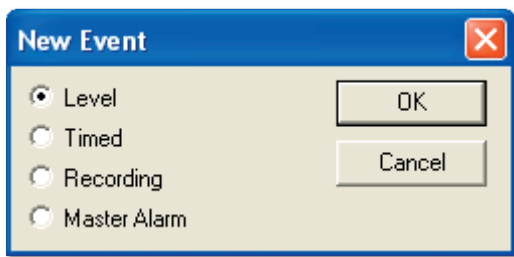 New Event
Level
OK
Timed
Cancel
Recording
Master Alarm